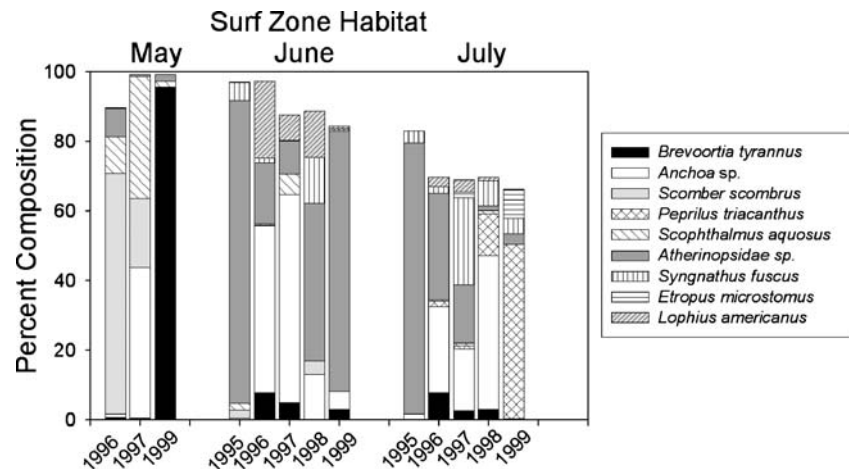 Surf Zone Habitat
May June July
Percent Composition
100
80
60
40
20
0
1996 1997 1999 1995 1996 1997 1998 1999 1995 1996 1997 1998 1999
Brevoortia tyrannus
Anchoa sp.
Scomber scombrus
Peprilus triacanthus
Scophthalmus aquosus
Atherinopsidae sp.
Syngnathus fuscus
Etropus microstomus
Lophius americanus